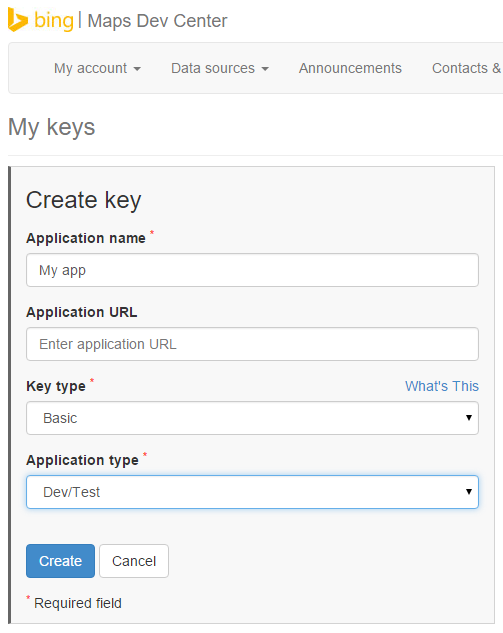 bing | Maps Dev Center
My account Data sources Announcements Contacts &
My keys
Create key
Application name *
My app
Application URL
Enter application URL
Key type * What's This
Basic
Application type *
Dev/Test
Create Cancel
* Required field